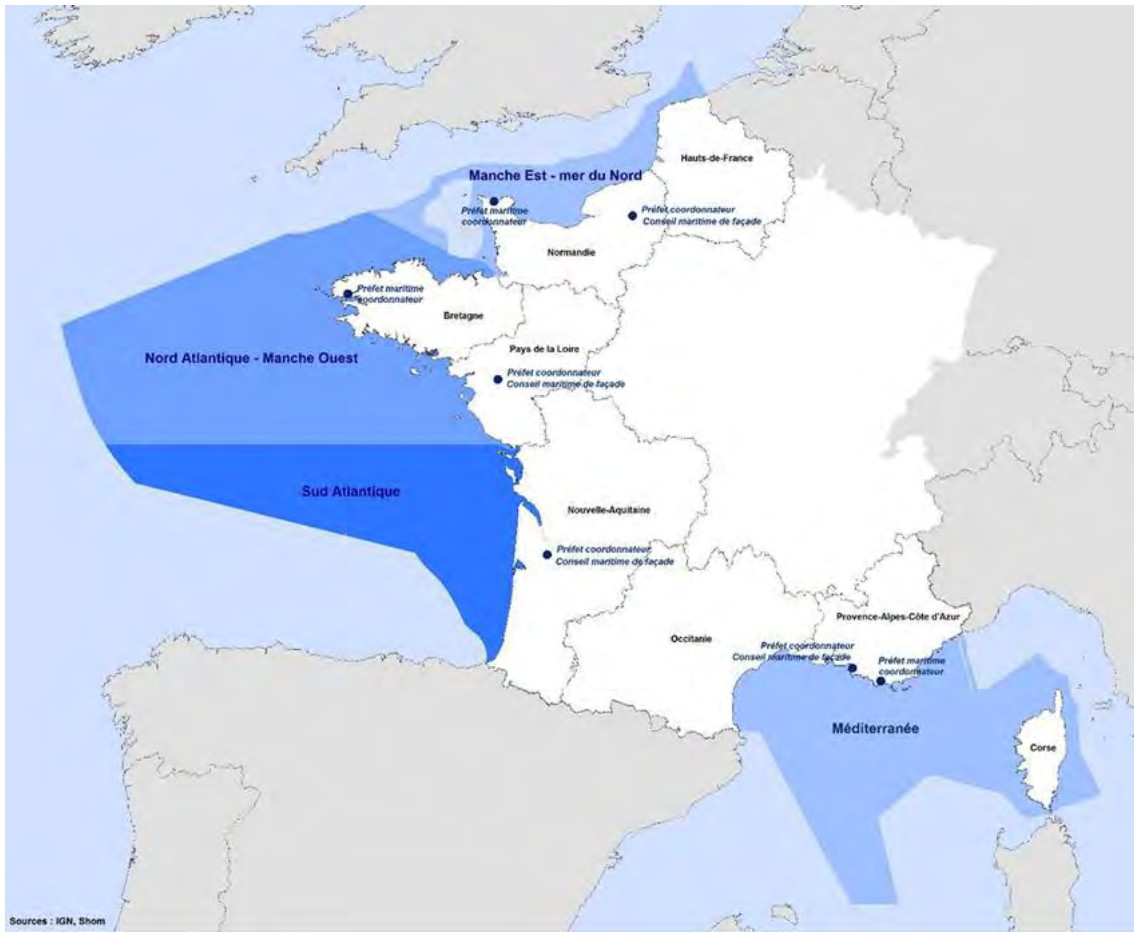 Hauts-de-France
Manche Est - mer du Nord
Préfet maritime
coordonnateur
Préfet coordonnateur
Conseil maritime de façade
Normandie
Préfet maritime
coordonnateur
Bretagne
Pays de la Loire
Nord Atlantique - Manche Ouest
Préfet coordonnateur
Conseil maritime de façade
Sud Atlantique
Nouvelle-Aquitaine
Préfet coordonnateur
Conseil maritime de façade
Provence-Alpes-Côte d'Azur
Occitanie
Préfet coordonnateur
Conseil maritime de façade
Préfet maritime
coordonnateur
Méditerranée
Corse
Sources : IGN, Shom